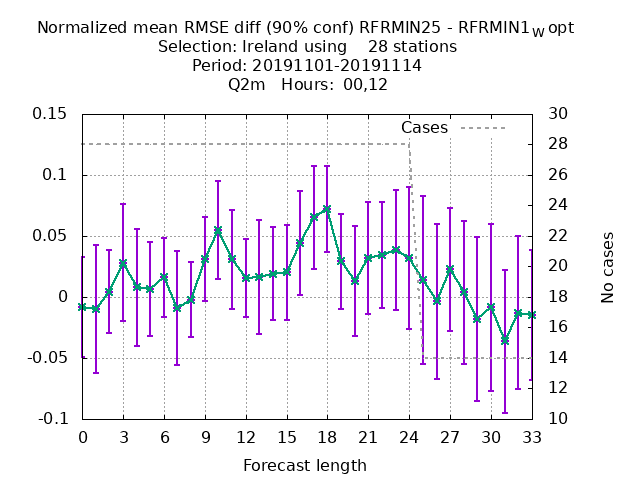 Normalized mean RMSE diff (90% conf) RFRMIN25 - RFRMIN1w opt
Selection: Ireland using    28 stations
Period: 20191101-20191114
Q2m   Hours:  00,12
Cases
0.15
0.1
0.05
0
-0.05
-0.1
30
28
26
24
22
20
18
16
14
12
10
No cases
0 3 6 9 12 15 18 21 24 27 30 33
Forecast length